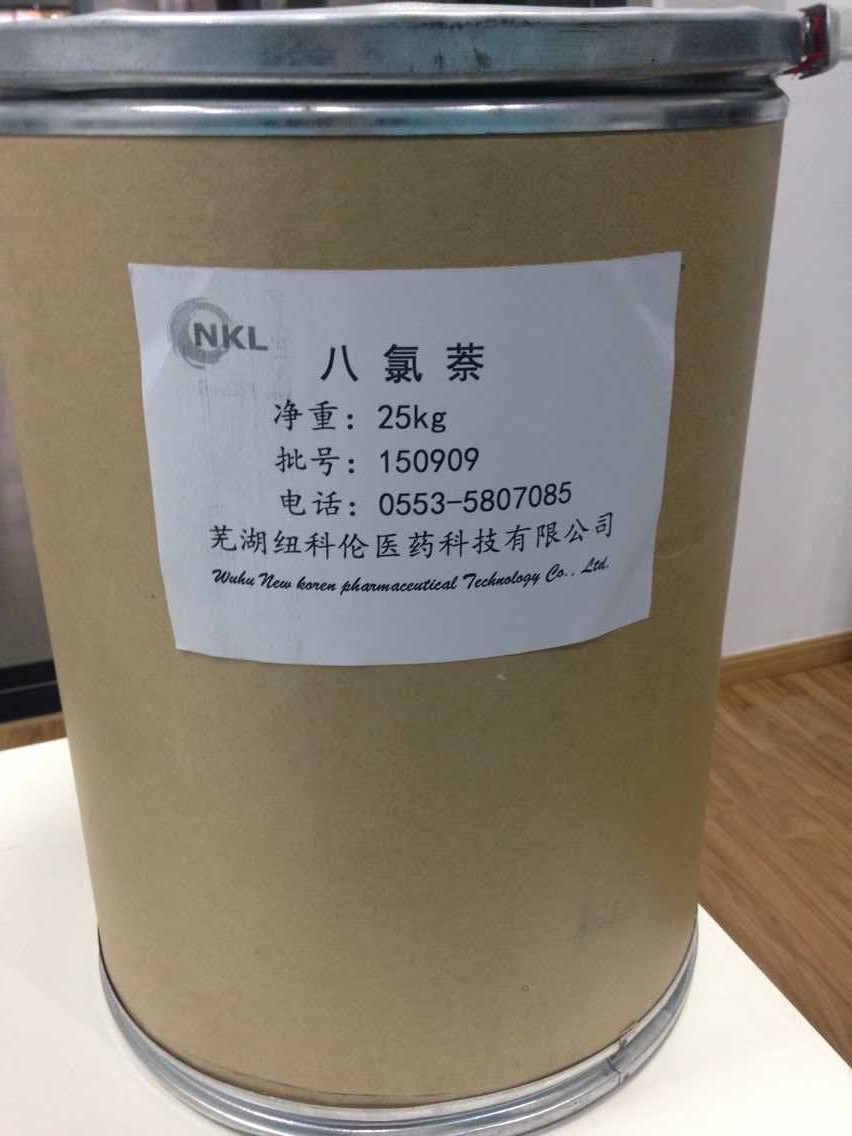 NKL
八氯萘
净重：25kg
批号：150909
电话：0553-5807085
芜湖纽科伦医药科技有限公司
Wuhu New koren pharmaceutical Technology Co., Ltd.